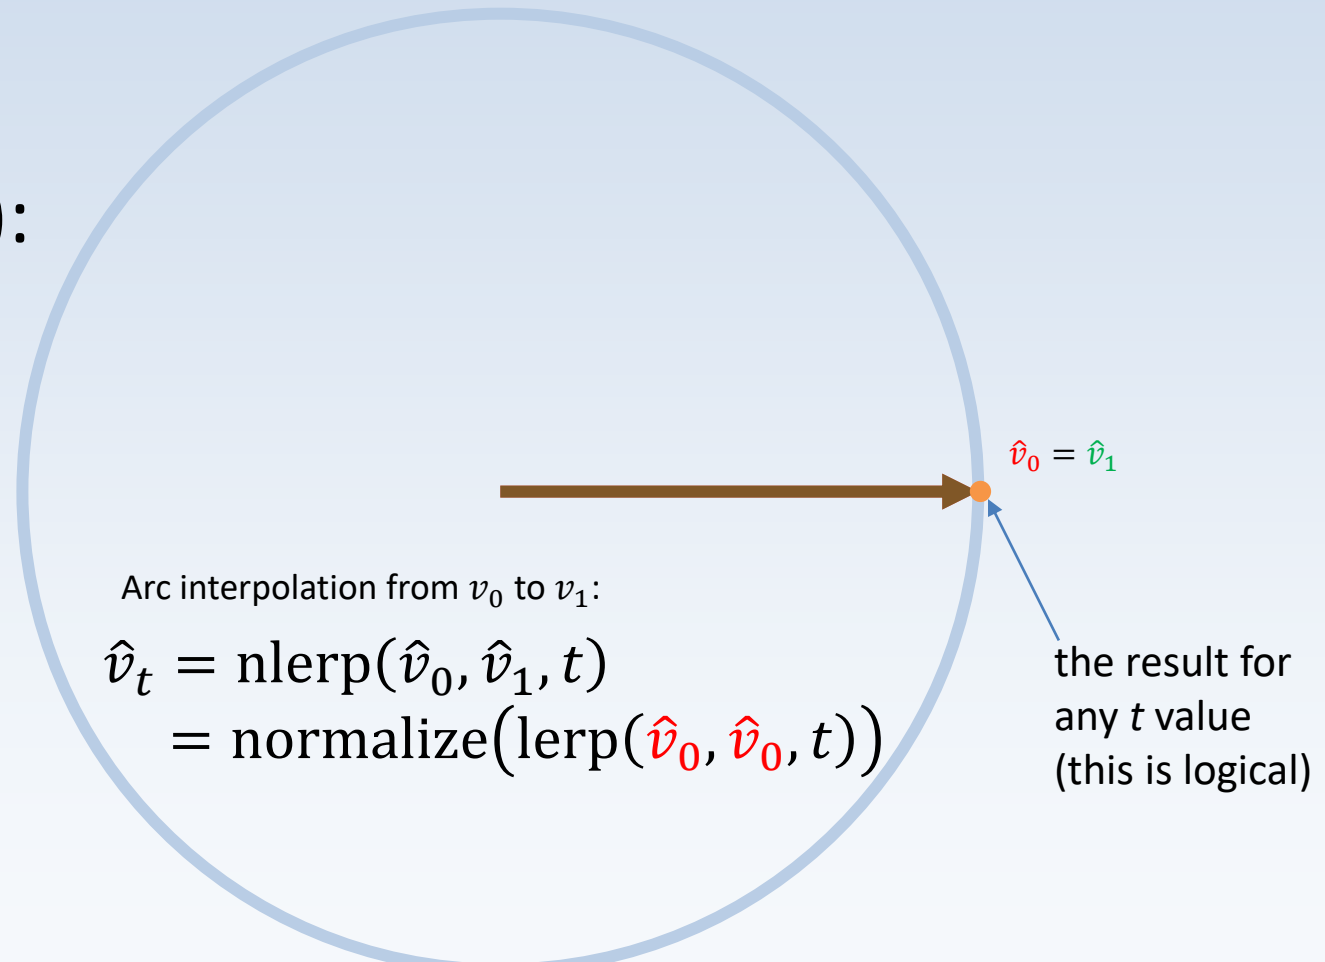 ):
v̂₀ = v̂₁
Arc interpolation from v₀ to v₁:
v̂ₜ = nlerp(v̂₀, v̂₁, t)
= normalize(lerp(v̂₀, v̂₀, t))
the result for
any t value
(this is logical)